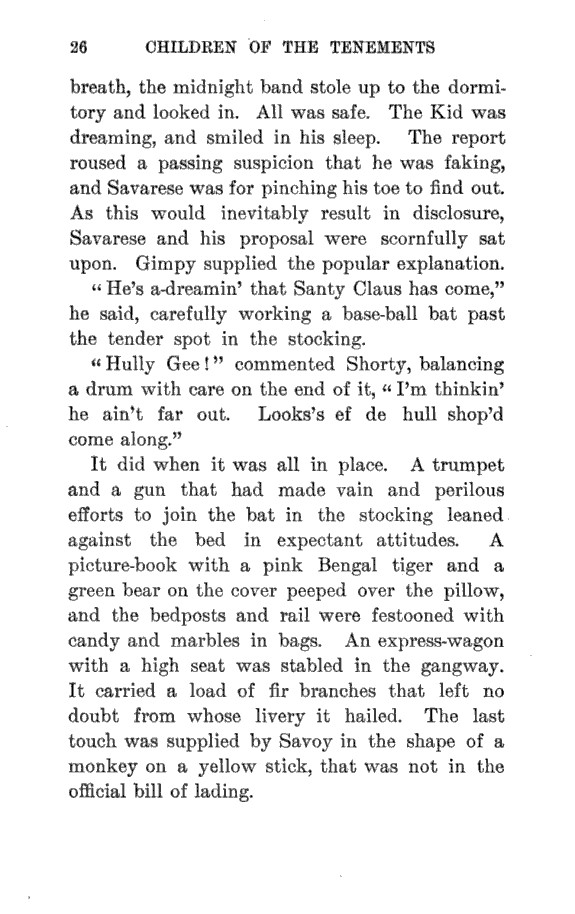 26 CHILDREN OF THE TENEMENTS
breath, the midnight band stole up to the dormi-
tory and looked in. All was safe. The Kid was
dreaming, and smiled in his sleep. The report
roused a passing suspicion that he was faking,
and Savarese was for pinching his toe to find out.
As this would inevitably result in disclosure,
Savarese and his proposal were scornfully sat
upon. Gimpy supplied the popular explanation.
“He's a-dreamin' that Santy Claus has come,”
he said, carefully working a base-ball bat past
the tender spot in the stocking.
“Hully Gee!” commented Shorty, balancing
a drum with care on the end of it, “I'm thinkin'
he ain't far out. Looks's ef de hull shop'd
come along.”
It did when it was all in place. A trumpet
and a gun that had made vain and perilous
efforts to join the bat in the stocking leaned
against the bed in expectant attitudes. A
picture-book with a pink Bengal tiger and a
green bear on the cover peeped over the pillow,
and the bedposts and rail were festooned with
candy and marbles in bags. An express-wagon
with a high seat was stabled in the gangway.
It carried a load of fir branches that left no
doubt from whose livery it hailed. The last
touch was supplied by Savoy in the shape of a
monkey on a yellow stick, that was not in the
official bill of lading.